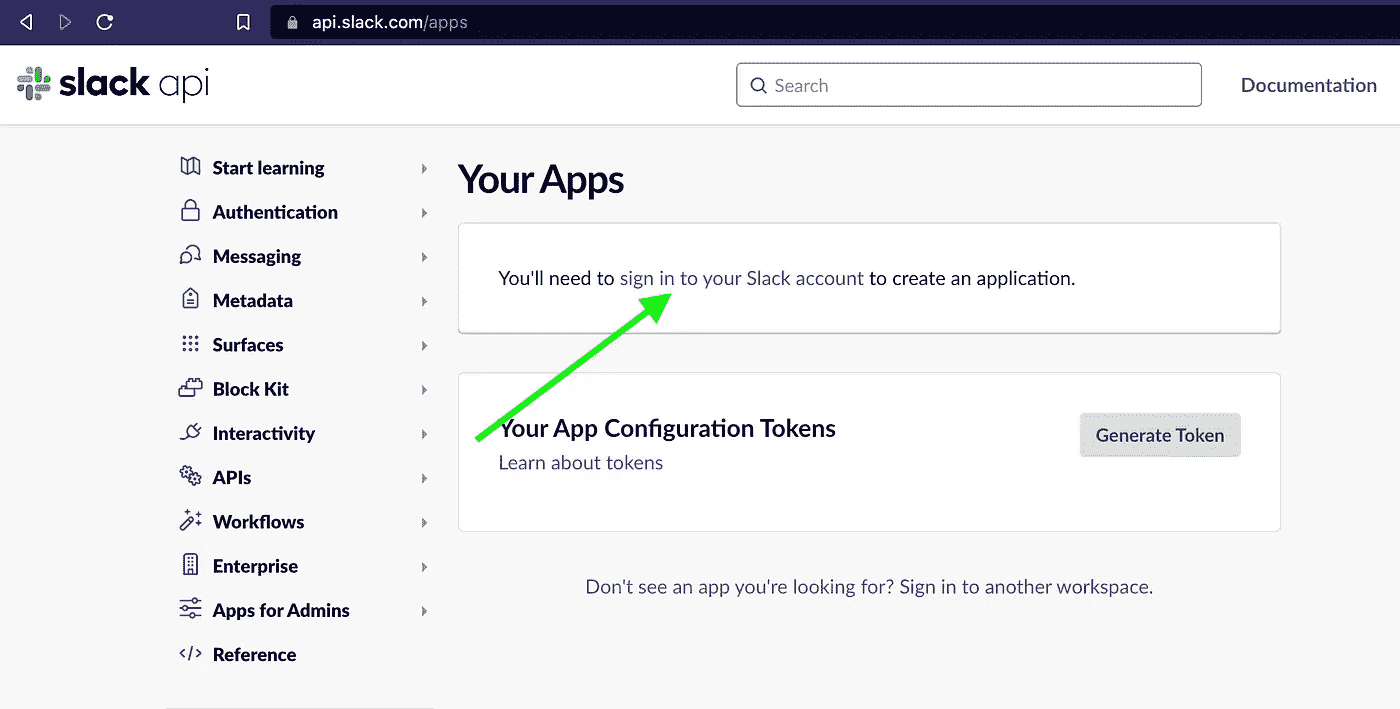 api.slack.com/apps
slack api
Search
Documentation
Start learning
Authentication
Messaging
Metadata
Surfaces
Block Kit
Interactivity
APIs
Workflows
Enterprise
Apps for Admins
Reference
Your Apps
You'll need to sign in to your Slack account to create an application.
Your App Configuration Tokens
Learn about tokens
Generate Token
Don't see an app you're looking for? Sign in to another workspace.